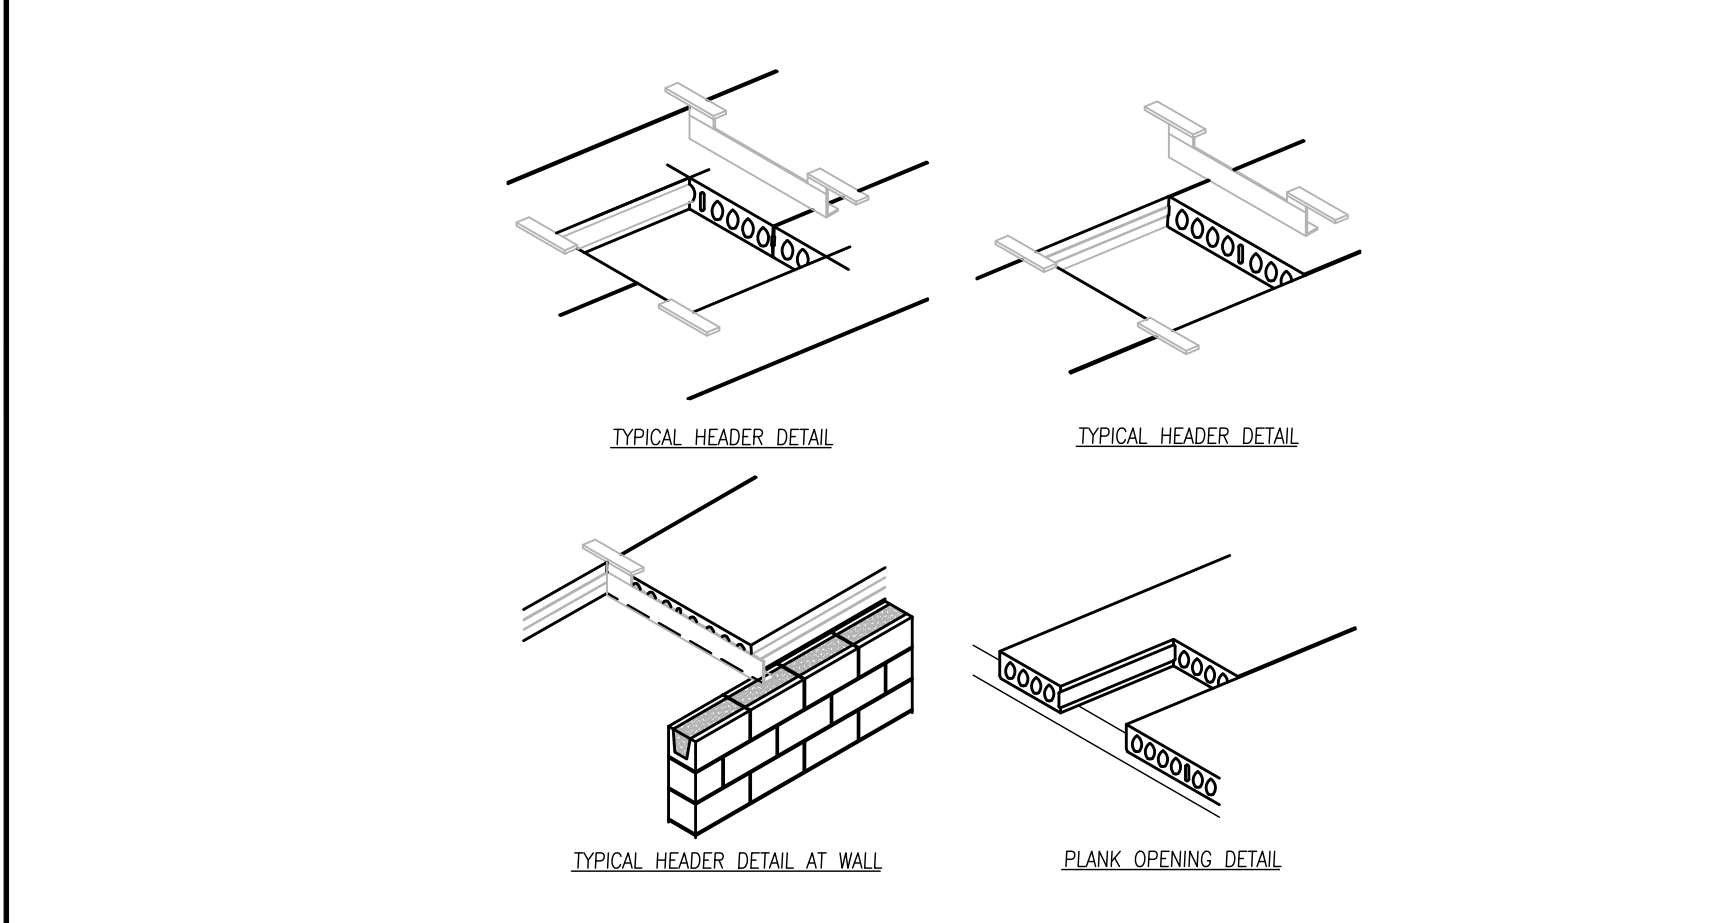 TYPICAL HEADER DETAIL
TYPICAL HEADER DETAIL
TYPICAL HEADER DETAIL AT WALL
PLANK OPENING DETAIL